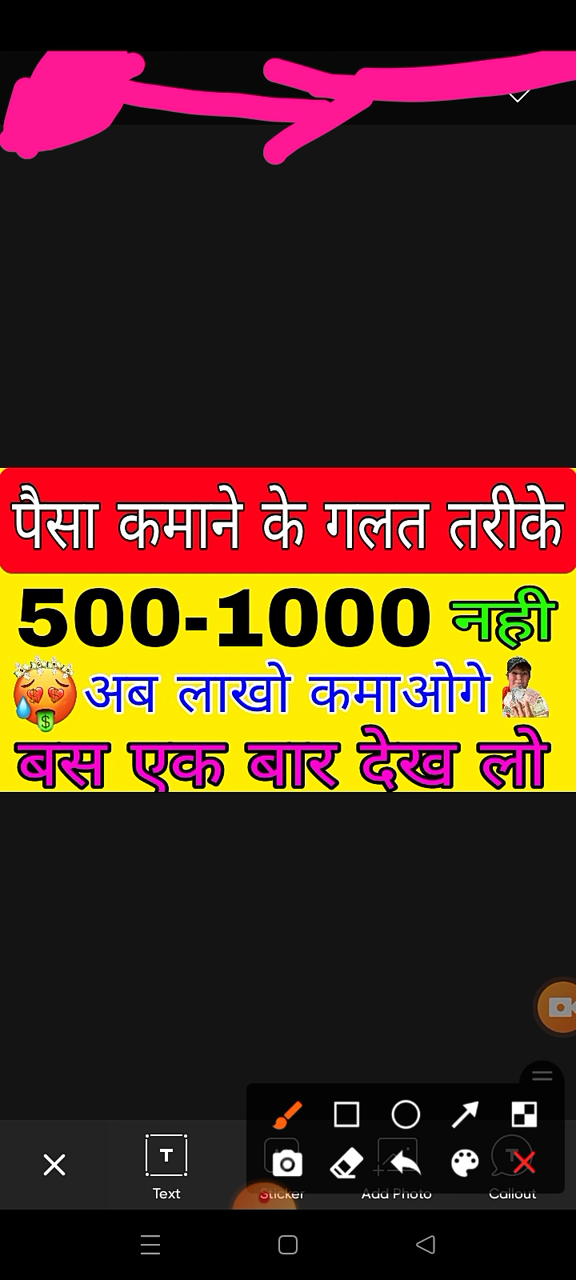 पैसा कमाने के गलत तरीके
500-1000 नही
अब लाखो कमाओगे
बस एक बार देख लो
Text
Sticker
Add Photo
Callout